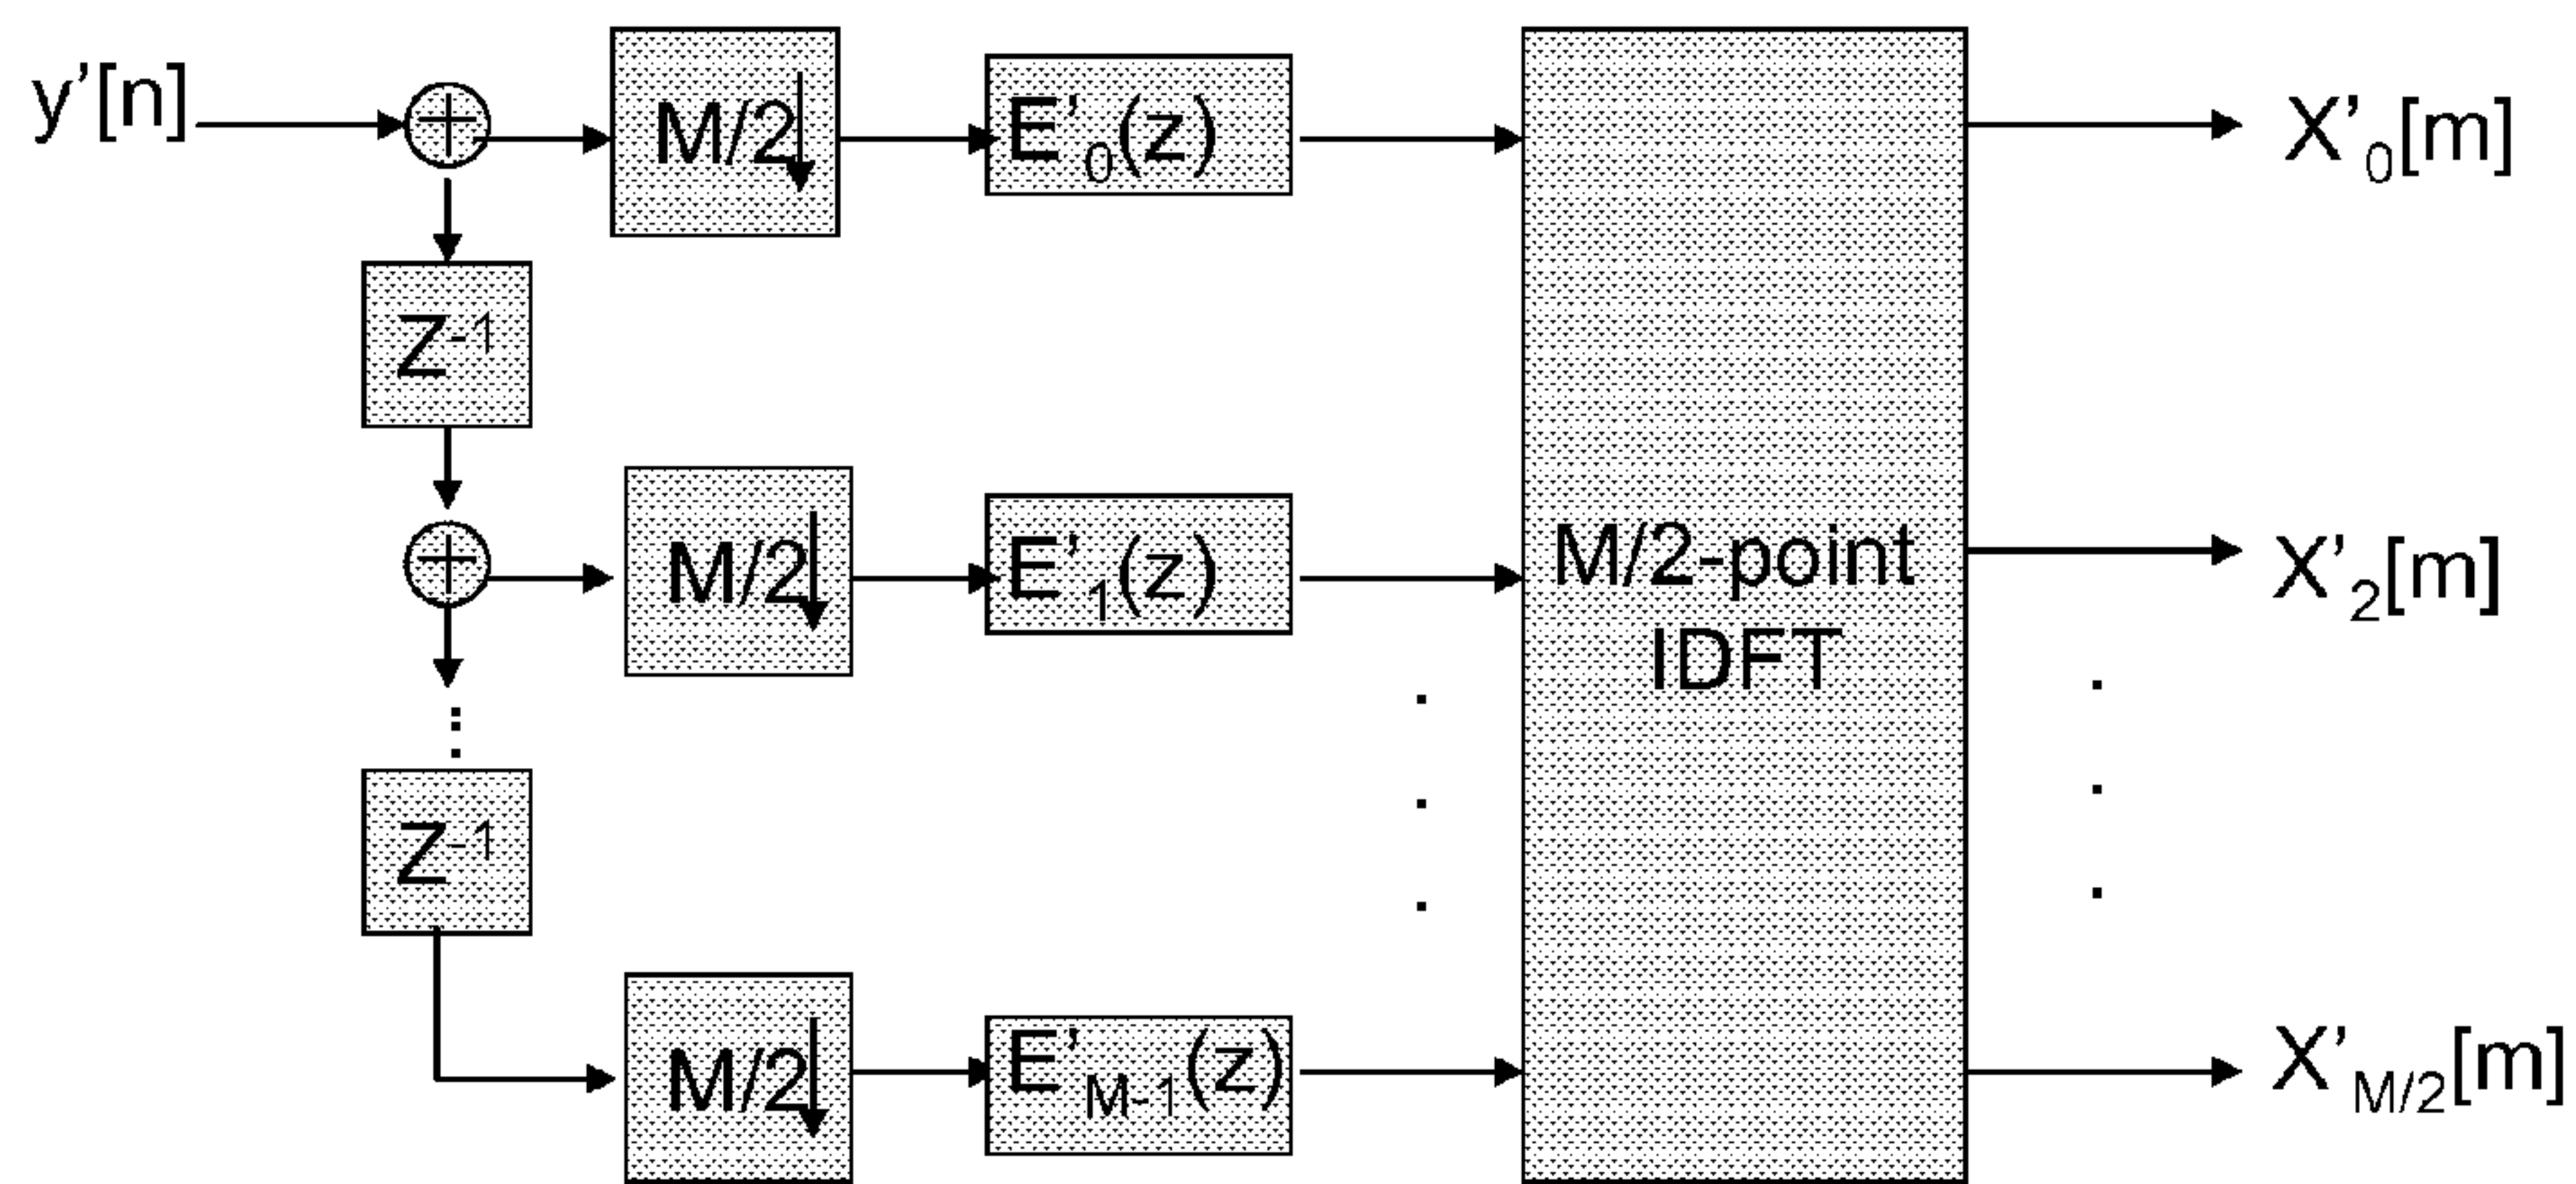 y'[n]
M/2↓
E'₀(z)
X'₀[m]
Z⁻¹
M/2↓
E'₁(z)
M/2-point
IDFT
X'₂[m]
Z⁻¹
M/2↓
E'M-1(z)
X'M/2[m]